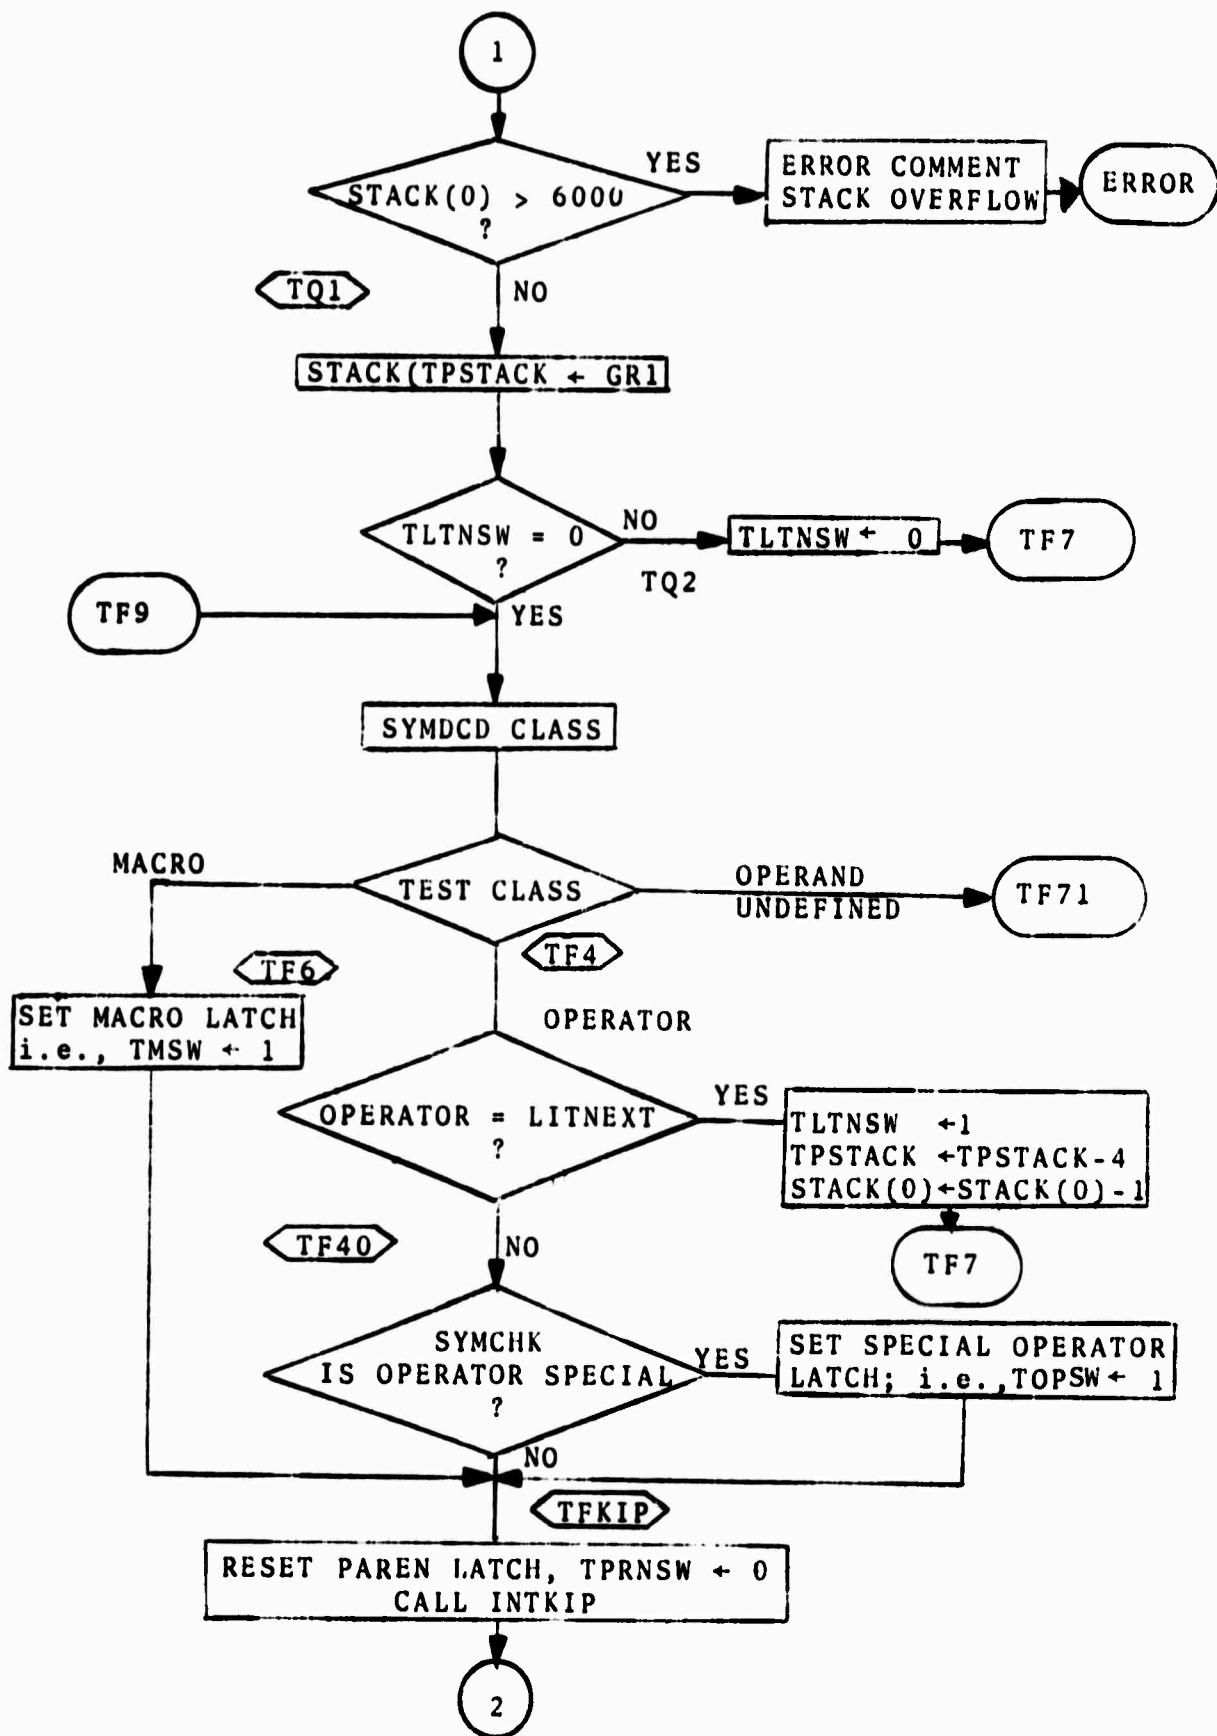 1
STACK(0) > 6000
?
YES
ERROR COMMENT
STACK OVERFLOW
ERROR
TQ1
NO
STACK(TPSTACK ← GR1
TLTNSW = 0
?
NO
TQ2
TLTNSW ← 0
TF7
TF9
YES
SYMDCD CLASS
MACRO
TEST CLASS
OPERAND
UNDEFINED
TF71
TF6
TF4
SET MACRO LATCH
i.e., TMSW ← 1
OPERATOR
OPERATOR = LITNEXT
?
YES
TLTNSW ←1
TPSTACK ←TPSTACK-4
STACK(0)←STACK(0)-1
TF7
TF40
NO
SYMCHK
IS OPERATOR SPECIAL
?
YES
SET SPECIAL OPERATOR
LATCH; i.e.,TOPSW ← 1
NO
TFKIP
RESET PAREN LATCH, TPRNSW ← 0
CALL INTKIP
2